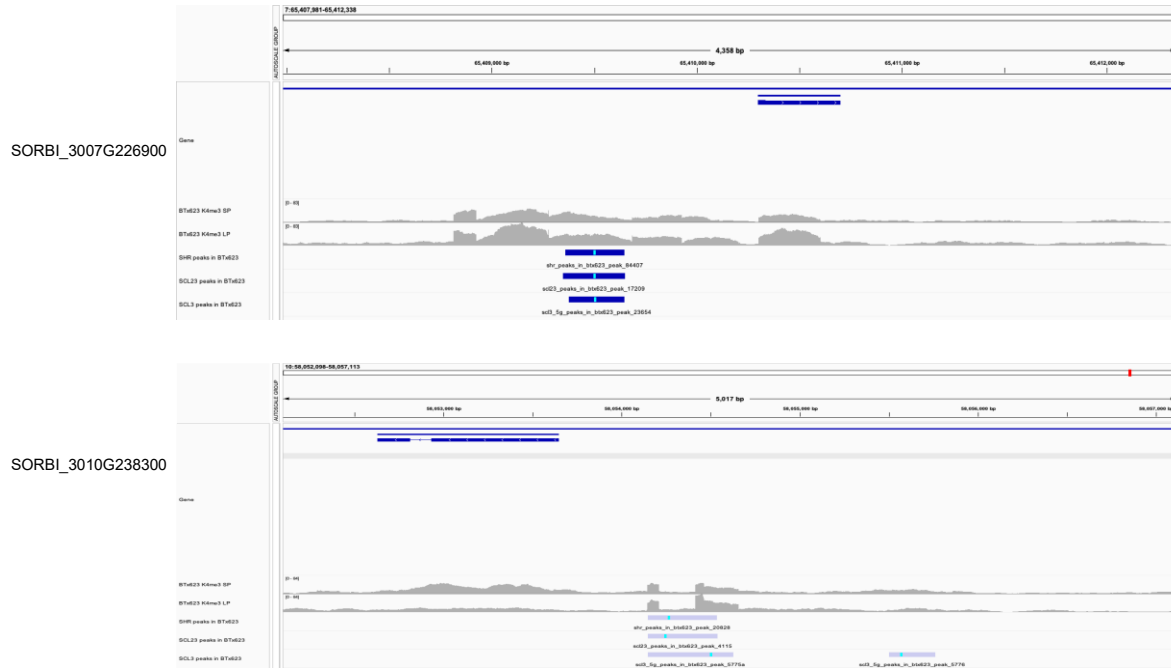 7:65,407,981-65,412,338
AUTOSCALE GROUP
4,358 bp
65,409,000 bp 65,410,000 bp 65,411,000 bp 65,412,000 bp
SORBI_3007G226900
Gene
[0 - 83]
BTx623 K4me3 SP
[0 - 83]
BTx623 K4me3 LP
SHR peaks in BTx623
shr_peaks_in_btx623_peak_84407
SCL23 peaks in BTx623
scl23_peaks_in_btx623_peak_17209
SCL3 peaks in BTx623
scl3_5g_peaks_in_btx623_peak_23654
10:58,052,098-58,057,113
AUTOSCALE GROUP
5,017 bp
58,053,000 bp 58,054,000 bp 58,055,000 bp 58,056,000 bp 58,057,000 bp
SORBI_3010G238300
Gene
BTx623 K4me3 SP
BTx623 K4me3 LP
SHR peaks in BTx623
shr_peaks_in_btx623_peak_20828
SCL23 peaks in BTx623
scl23_peaks_in_btx623_peak_4115
SCL3 peaks in BTx623
scl3_5g_peaks_in_btx623_peak_5775a scl3_5g_peaks_in_btx623_peak_5776